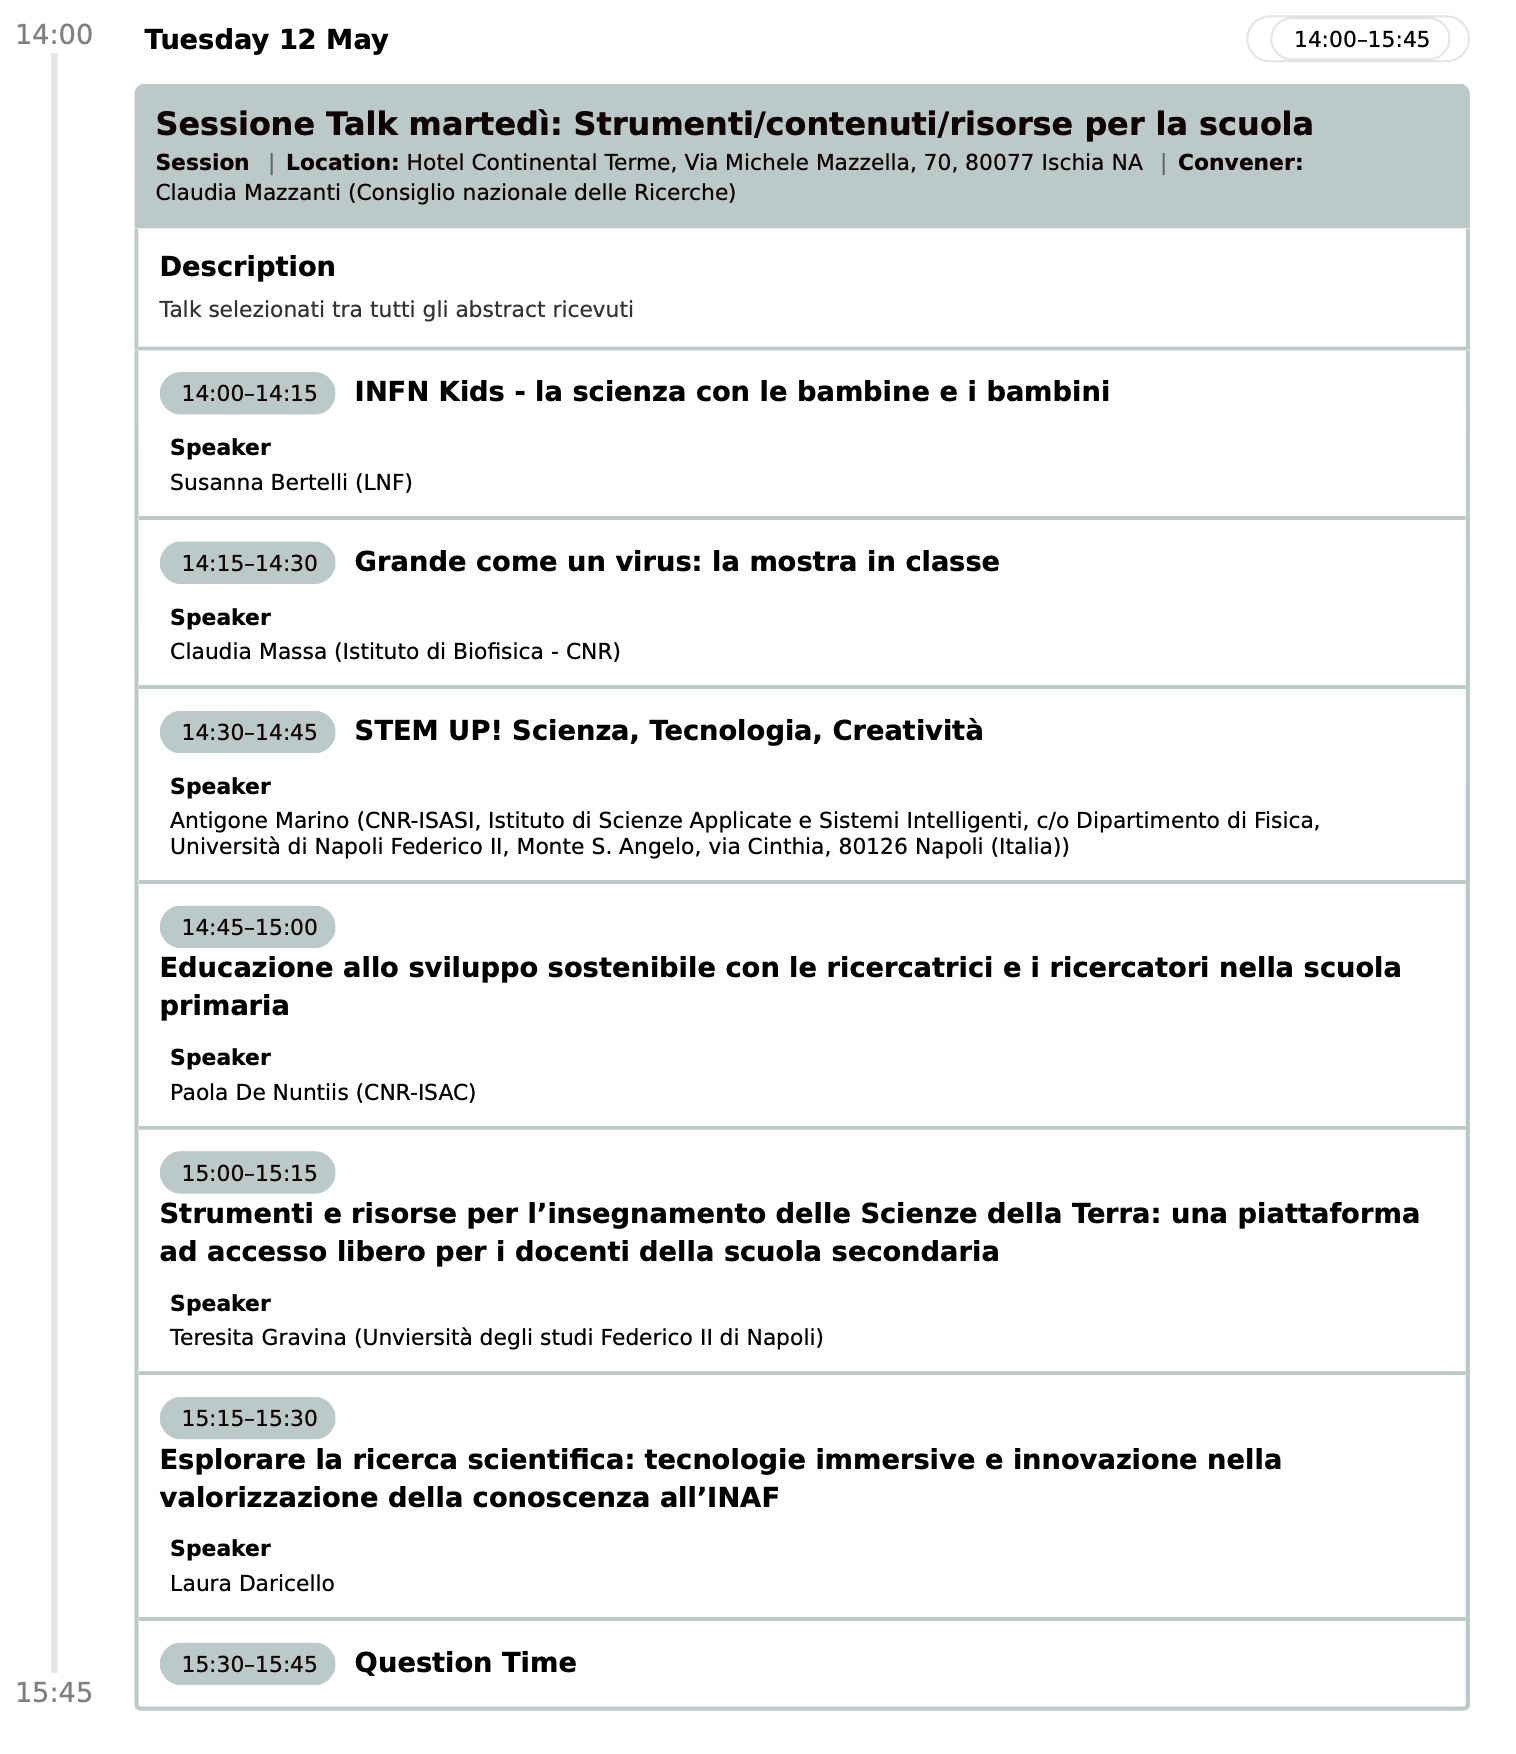 14:00
Tuesday 12 May
14:00–15:45
Sessione Talk martedì: Strumenti/contenuti/risorse per la scuola
Session | Location: Hotel Continental Terme, Via Michele Mazzella, 70, 80077 Ischia NA | Convener:
Claudia Mazzanti (Consiglio nazionale delle Ricerche)
Description
Talk selezionati tra tutti gli abstract ricevuti
14:00–14:15 INFN Kids - la scienza con le bambine e i bambini
Speaker
Susanna Bertelli (LNF)
14:15–14:30 Grande come un virus: la mostra in classe
Speaker
Claudia Massa (Istituto di Biofisica - CNR)
14:30–14:45 STEM UP! Scienza, Tecnologia, Creatività
Speaker
Antigone Marino (CNR-ISASI, Istituto di Scienze Applicate e Sistemi Intelligenti, c/o Dipartimento di Fisica,
Università di Napoli Federico II, Monte S. Angelo, via Cinthia, 80126 Napoli (Italia))
14:45–15:00
Educazione allo sviluppo sostenibile con le ricercatrici e i ricercatori nella scuola
primaria
Speaker
Paola De Nuntiis (CNR-ISAC)
15:00–15:15
Strumenti e risorse per l’insegnamento delle Scienze della Terra: una piattaforma
ad accesso libero per i docenti della scuola secondaria
Speaker
Teresita Gravina (Unviersità degli studi Federico II di Napoli)
15:15–15:30
Esplorare la ricerca scientifica: tecnologie immersive e innovazione nella
valorizzazione della conoscenza all’INAF
Speaker
Laura Daricello
15:30–15:45 Question Time
15:45